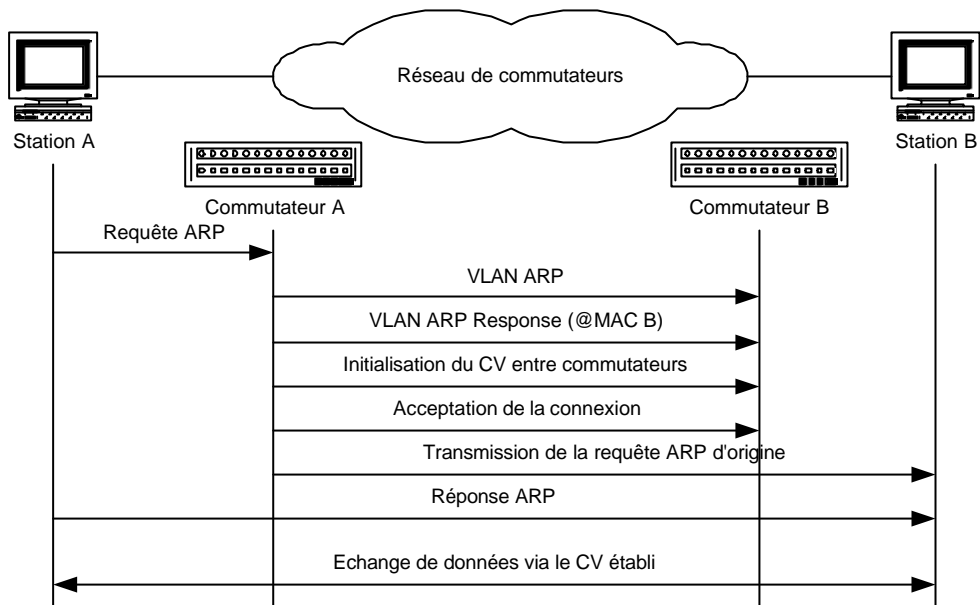 Réseau de commutateurs
Station A
Station B
Commutateur A
Commutateur B
Requête ARP
VLAN ARP
VLAN ARP Response (@MAC B)
Initialisation du CV entre commutateurs
Acceptation de la connexion
Transmission de la requête ARP d'origine
Réponse ARP
Echange de données via le CV établi